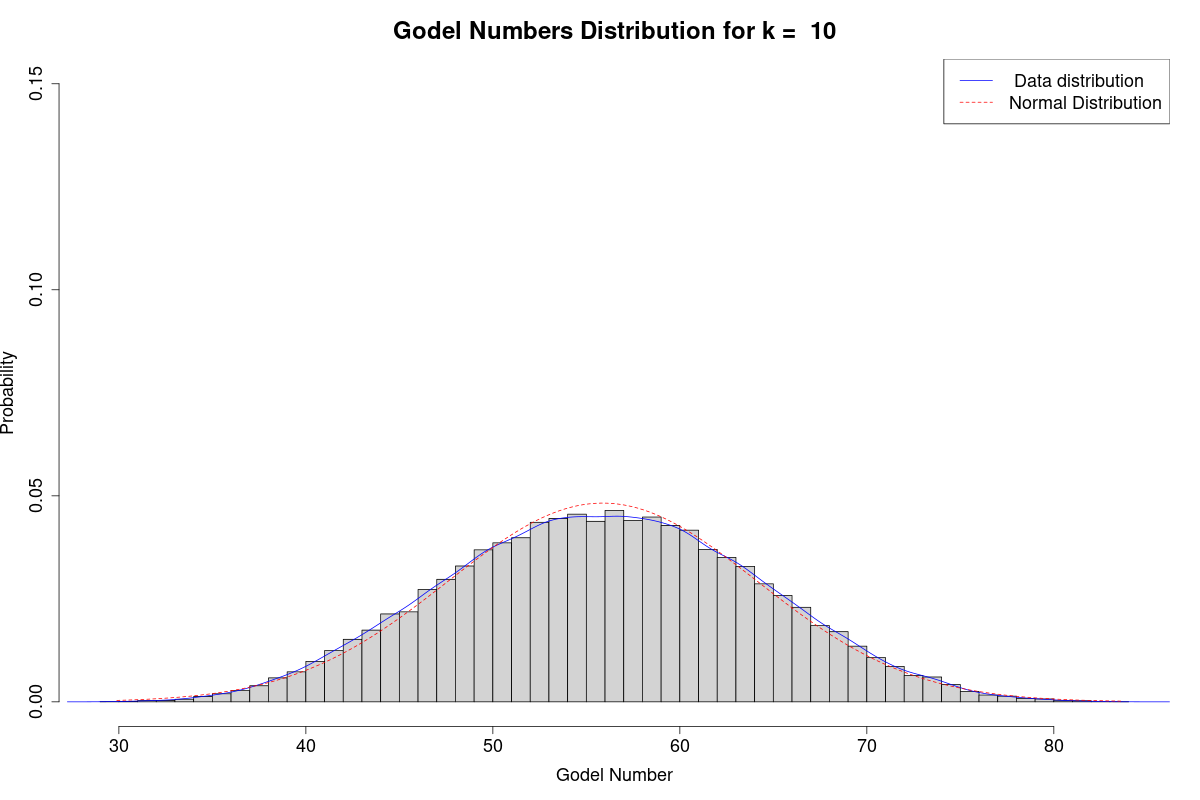 Godel Numbers Distribution for k =  10
Data distribution
Normal Distribution
0.15
0.10
0.05
0.00
Probability
30 40 50 60 70 80
Godel Number